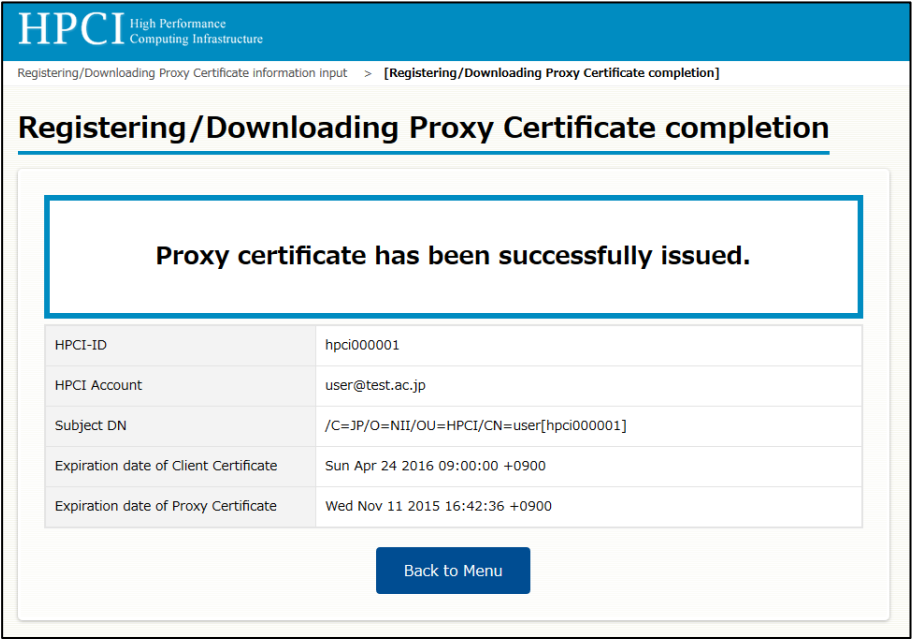 HPCI High Performance
Computing Infrastructure
Registering/Downloading Proxy Certificate information input > [Registering/Downloading Proxy Certificate completion]
Registering/Downloading Proxy Certificate completion
Proxy certificate has been successfully issued.
HPCI-ID hpci000001
HPCI Account user@test.ac.jp
Subject DN /C=JP/O=NII/OU=HPCI/CN=user[hpci000001]
Expiration date of Client Certificate Sun Apr 24 2016 09:00:00 +0900
Expiration date of Proxy Certificate Wed Nov 11 2015 16:42:36 +0900
Back to Menu